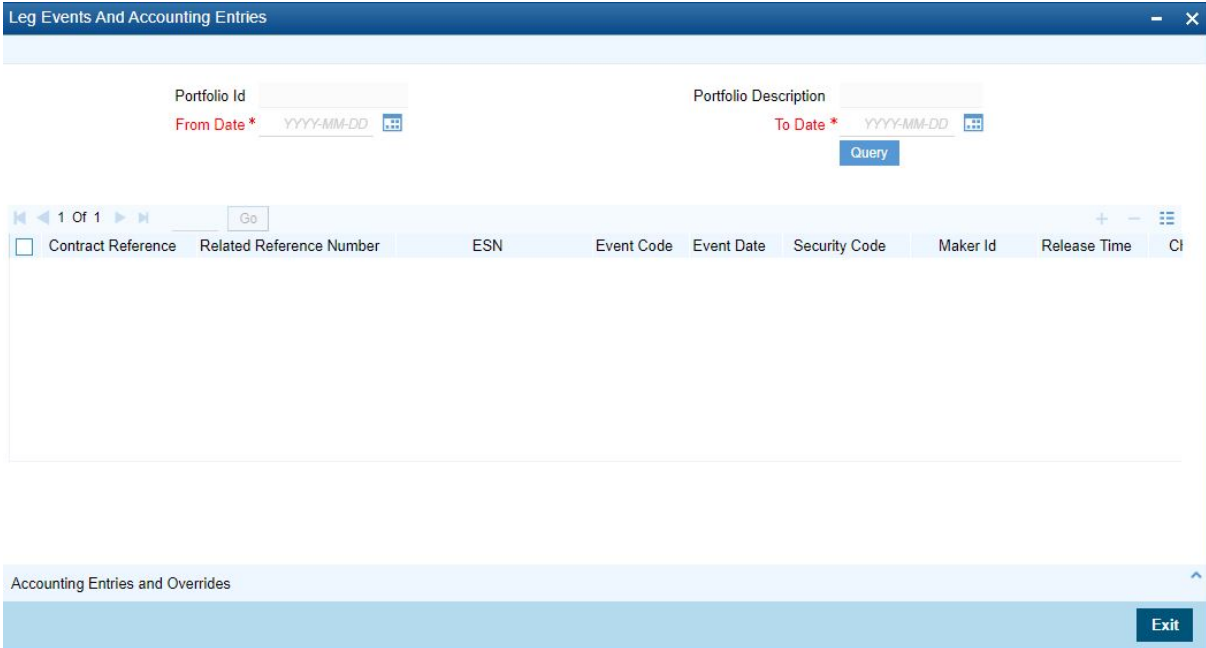 Leg Events And Accounting Entries
Portfolio Id
Portfolio Description
From Date * YYYY-MM-DD
To Date * YYYY-MM-DD
Query
1 Of 1 Go
Contract Reference Related Reference Number ESN Event Code Event Date Security Code Maker Id Release Time
Accounting Entries and Overrides
Exit